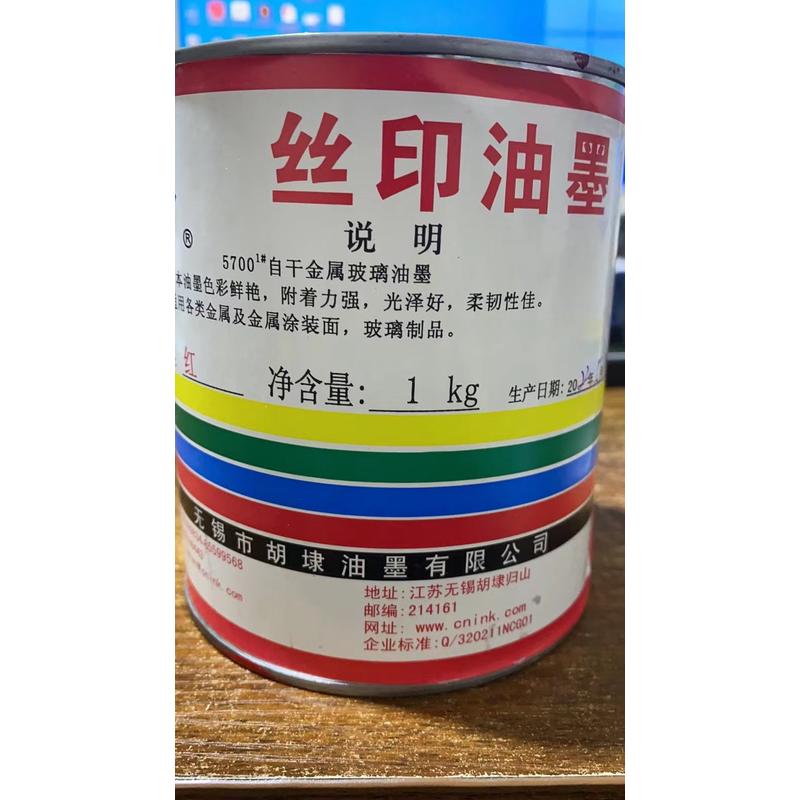 丝印油墨
®
说 明
5700 1#自干金属玻璃油墨
本油墨色彩鲜艳，附着力强，光泽好，柔韧性佳。
用各类金属及金属涂装面，玻璃制品。
红 净含量: 1 kg 生产日期: 20 年
无锡市胡埭油墨有限公司
85599568
地址: 江苏无锡胡埭归山
邮编: 214161
网址: www.cnink.com
企业标准: Q/320211NCG01